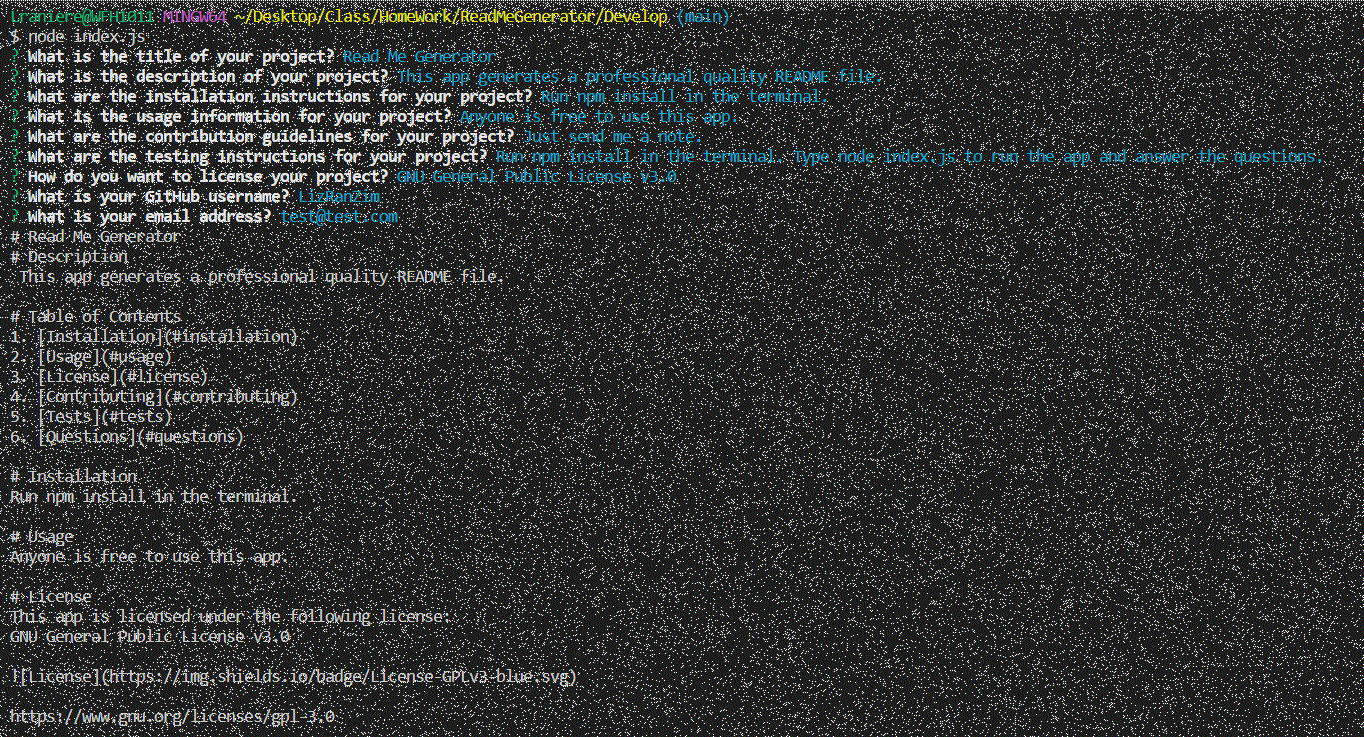 MINGW64 ~/Desktop/Class/HomeWork/ReadMeGenerator/Develop (main)
$ node index.js
? What is the title of your project? Read Me Generator
? What is the description of your project? This app generates a professional quality README file.
? What are the installation instructions for your project? Run npm install in the terminal.
? What is the usage information for your project? Anyone is free to use this app.
? What are the contribution guidelines for your project? Just send me a note.
? What are the testing instructions for your project? Run npm install in the terminal. Type node index.js to run the app and answer the questions.
? How do you want to license your project? GNU General Public License v3.0
? What is your GitHub username? LizRanzim
? What is your email address? test@test.com
# Read Me Generator
# Description
This app generates a professional quality README file.
# Table of Contents
1. [Installation](#installation)
2. [Usage](#usage)
3. [License](#license)
4. [Contributing](#contributing)
5. [Tests](#tests)
6. [Questions](#questions)
# Installation
Run npm install in the terminal.
# Usage
Anyone is free to use this app.
# License
This app is licensed under the following license:
GNU General Public License v3.0
![License](https://img.shields.io/badge/License-GPLv3-blue.svg)
https://www.gnu.org/licenses/gpl-3.0